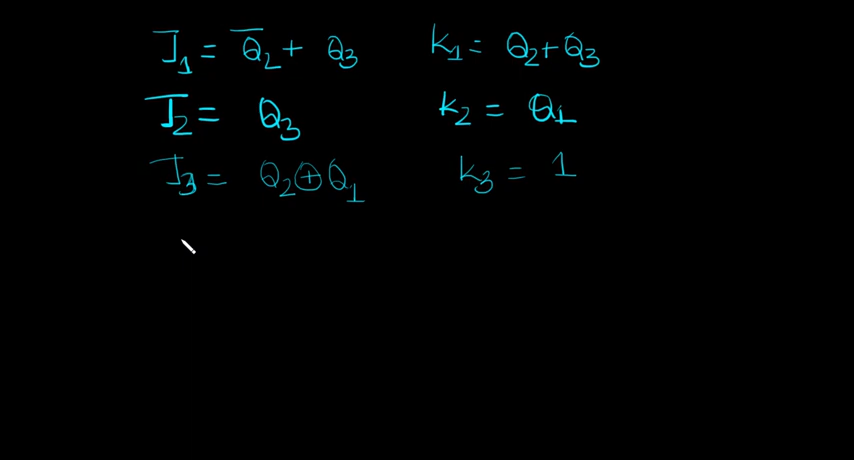 J₁ = Q̅₂ + Q₃ k₁ = Q₂+Q₃
J₂ = Q₃ k₂ = Q₁
J₃ = Q₂⊕Q₁ k₃ = 1